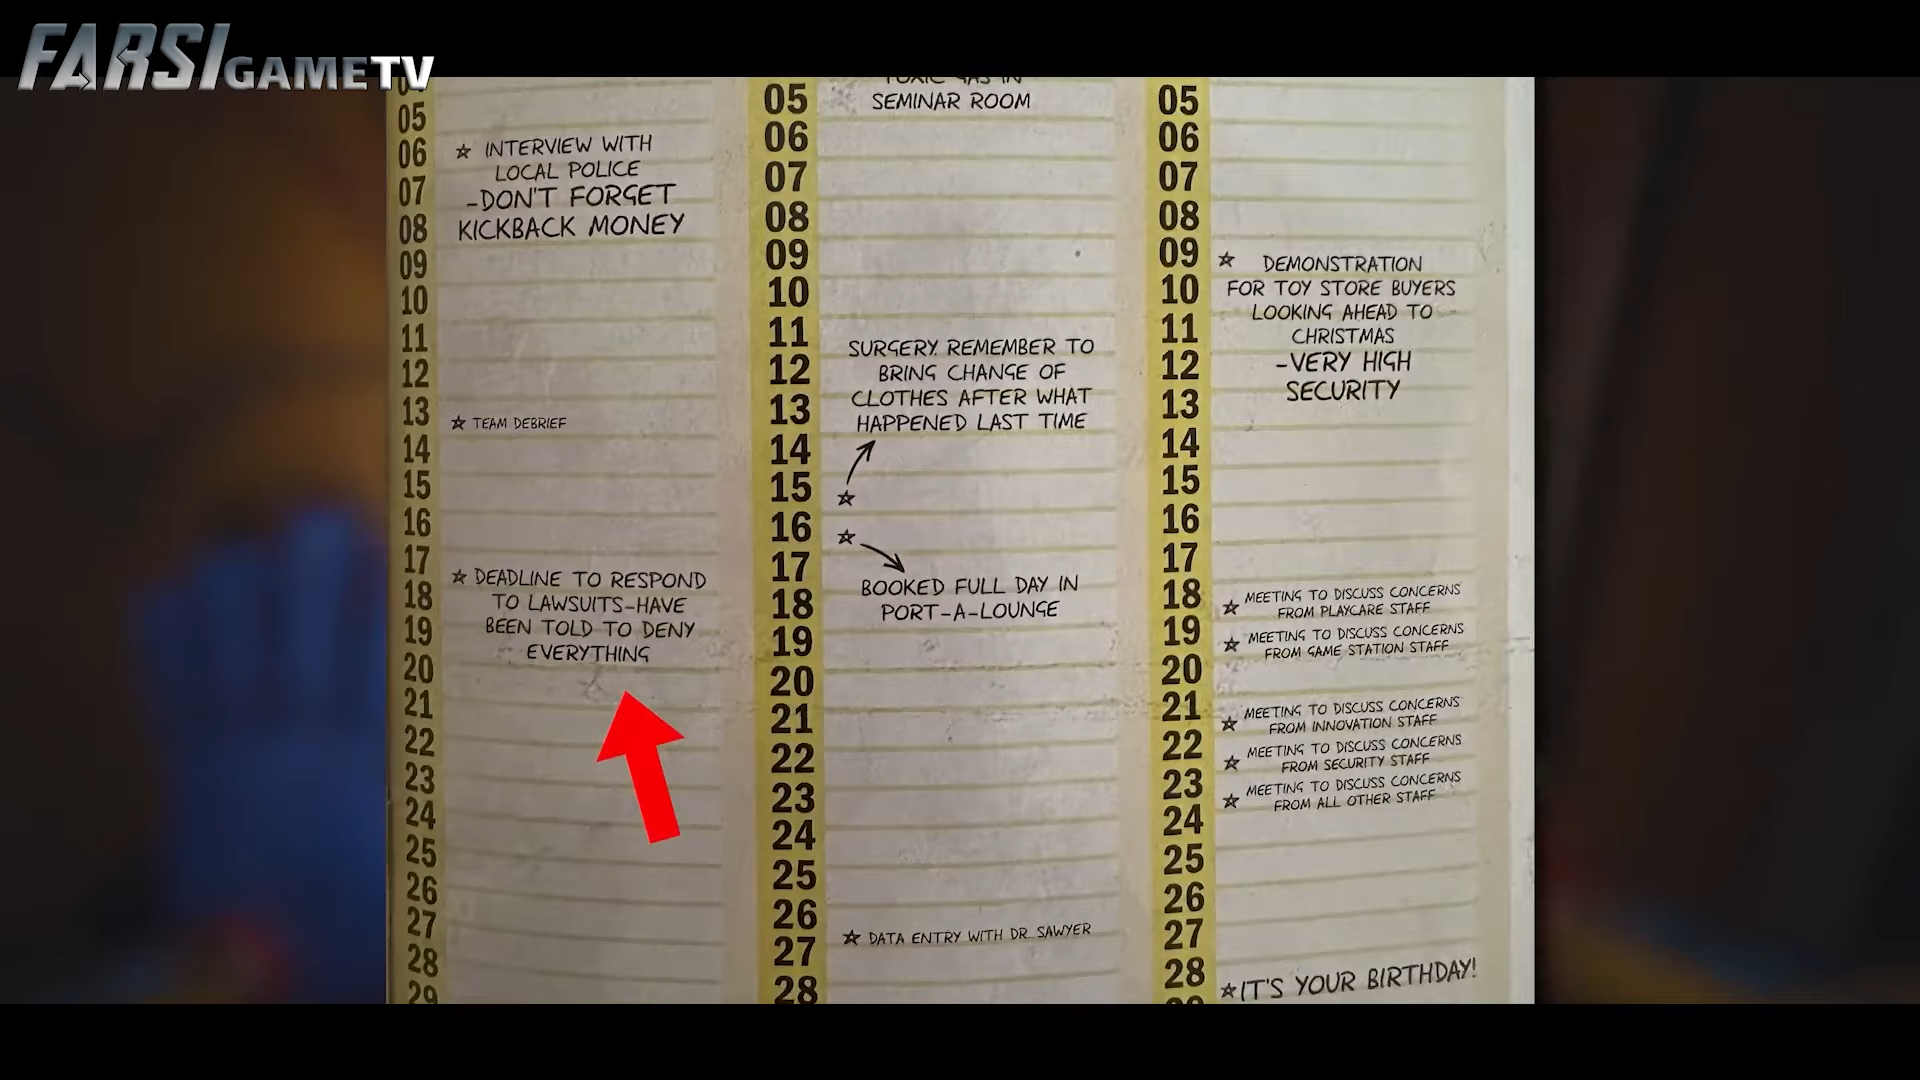 FARSIGAMETV
04
05
06
07
08
09
10
11
12
13
14
15
16
17
18
19
20
21
22
23
24
25
26
27
28
29
INTERVIEW WITH
LOCAL POLICE
-DON'T FORGET
KICKBACK MONEY
TEAM DEBRIEF
DEADLINE TO RESPOND
TO LAWSUITS-HAVE
BEEN TOLD TO DENY
EVERYTHING
05
06
07
08
09
10
11
12
13
14
15
16
17
18
19
20
21
22
23
24
25
26
27
28
TOXIC GAS IN
SEMINAR ROOM
SURGERY. REMEMBER TO
BRING CHANGE OF
CLOTHES AFTER WHAT
HAPPENED LAST TIME
BOOKED FULL DAY IN
PORT-A-LOUNGE
DATA ENTRY WITH DR. SAWYER
05
06
07
08
09
10
11
12
13
14
15
16
17
18
19
20
21
22
23
24
25
26
27
28
DEMONSTRATION
FOR TOY STORE BUYERS
LOOKING AHEAD TO
CHRISTMAS
-VERY HIGH
SECURITY
MEETING TO DISCUSS CONCERNS
FROM PLAYCARE STAFF
MEETING TO DISCUSS CONCERNS
FROM GAME STATION STAFF
MEETING TO DISCUSS CONCERNS
FROM INNOVATION STAFF
MEETING TO DISCUSS CONCERNS
FROM SECURITY STAFF
MEETING TO DISCUSS CONCERNS
FROM ALL OTHER STAFF
IT'S YOUR BIRTHDAY!